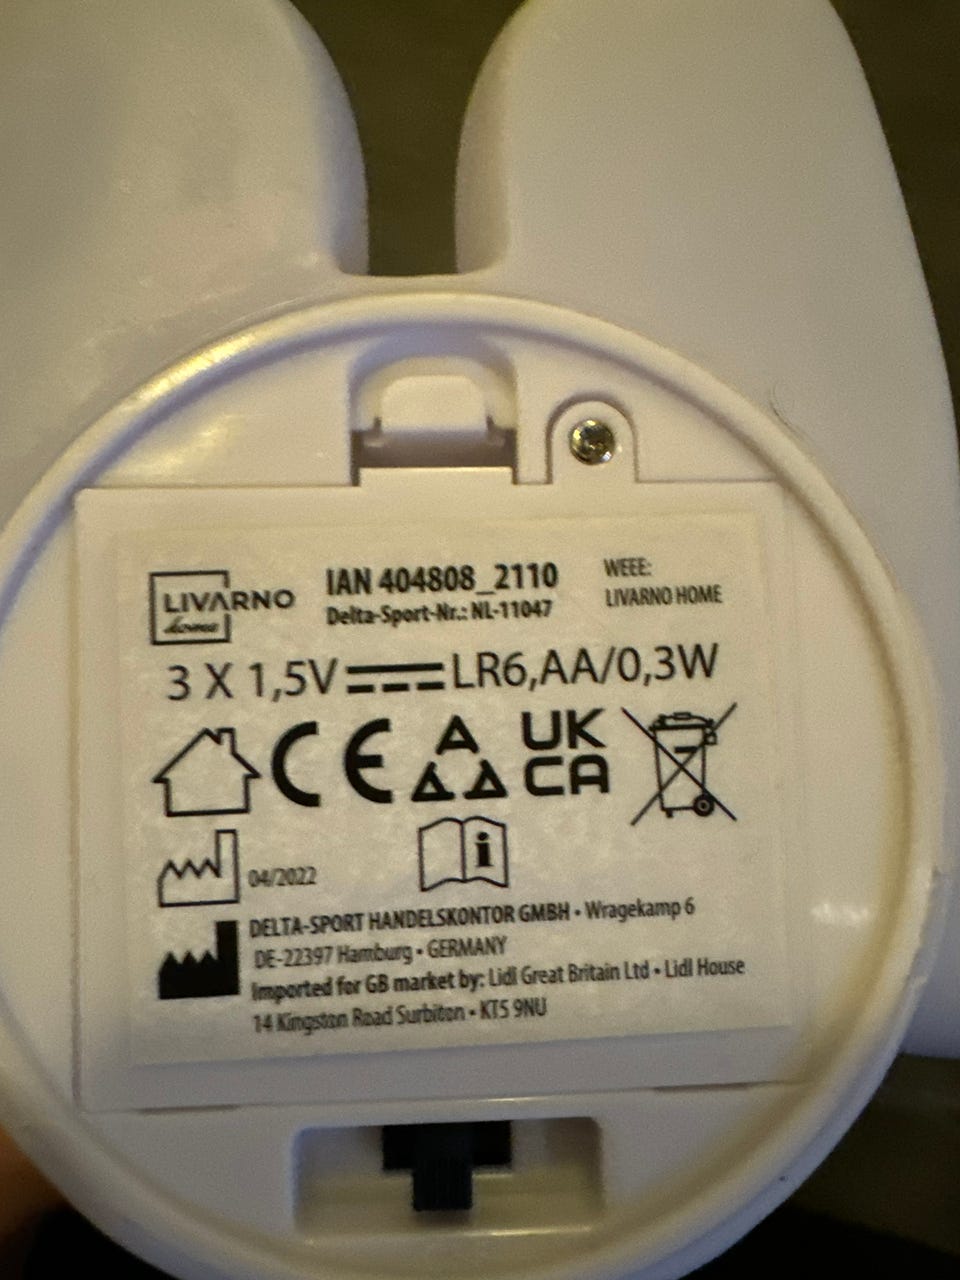 LIVARNO
home
IAN 404808_2110
Delta-Sport-Nr.: NL-11047
WEEE:
LIVARNO HOME
3 X 1,5V LR6,AA/0,3W
CE
UK
CA
04/2022
i
DELTA-SPORT HANDELSKONTOR GMBH • Wragekamp 6
DE-22397 Hamburg • GERMANY
Imported for GB market by: Lidl Great Britain Ltd • Lidl House
14 Kingston Road Surbiton • KT5 9NU